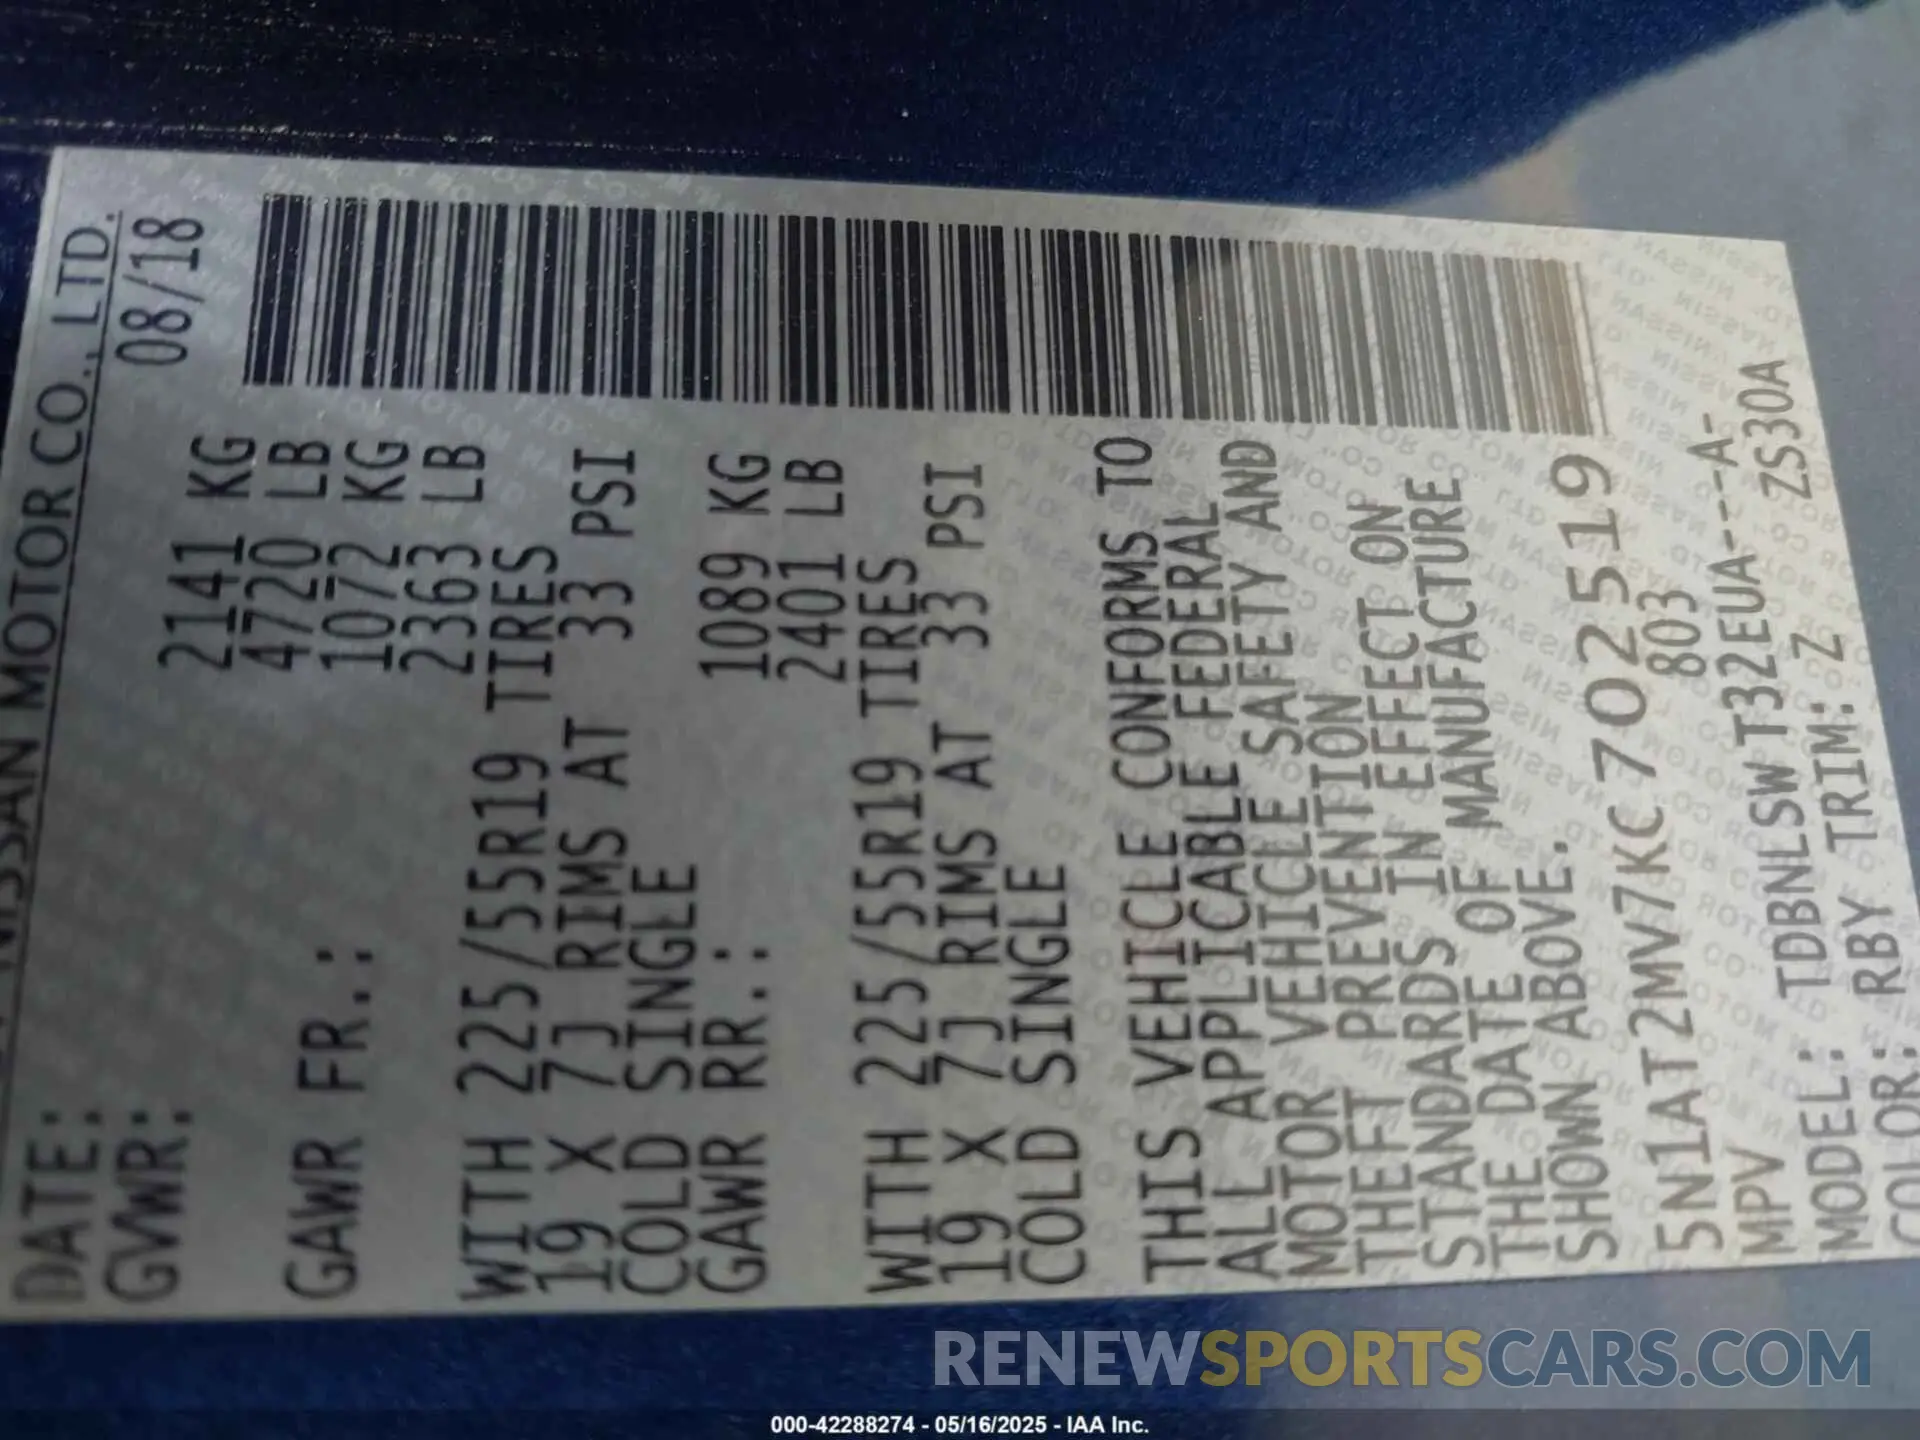 NISSAN MOTOR CO., LTD.
DATE: 08/18
GVWR: 2141 KG
4720 LB
GAWR FR.: 1072 KG
2363 LB
WITH 225/55R19 TIRES
19 X 7J RIMS AT 33 PSI
COLD SINGLE
GAWR RR.: 1089 KG
2401 LB
WITH 225/55R19 TIRES
19 X 7J RIMS AT 33 PSI
COLD SINGLE
THIS VEHICLE CONFORMS TO
ALL APPLICABLE FEDERAL
MOTOR VEHICLE SAFETY AND
THEFT PREVENTION
STANDARDS IN EFFECT ON
THE DATE OF MANUFACTURE
SHOWN ABOVE.
5N1AT2MV7KC702519
MPV 803
MODEL: TDBNLSW T32EUA---A-
COLOR: RBY TRIM: Z ZS30A
RENEWSPORTSCARS.COM
000-42288274 - 05/16/2025 - IAA Inc.